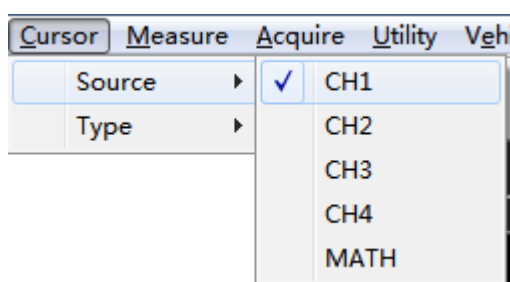 Cursor Measure Acquire Utility Veh
Source CH1
Type CH2
CH3
CH4
MATH